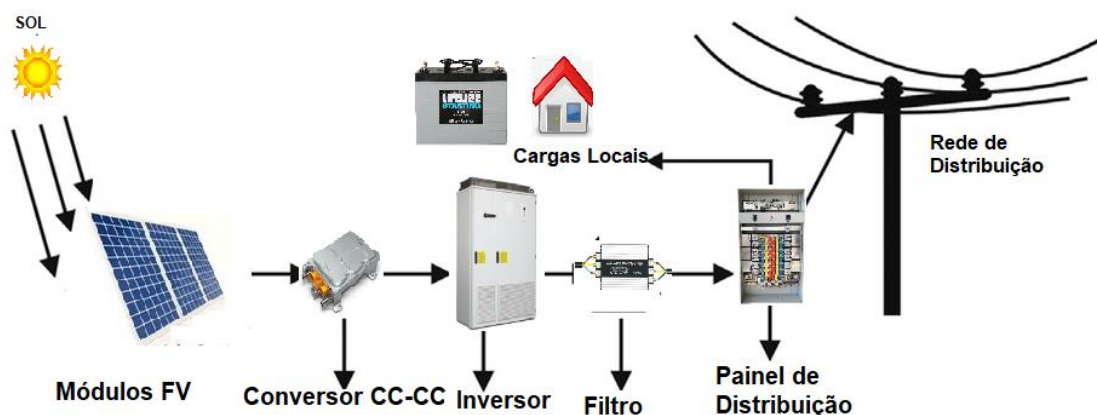 SOL
Cargas Locais
Rede de
Distribuição
Módulos FV
Conversor CC-CC
Inversor
Filtro
Painel de
Distribuição